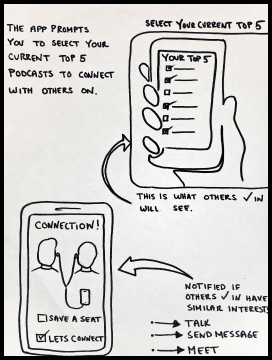 THE APP PROMPTS
YOU TO SELECT YOUR
CURRENT TOP 5
PODCASTS TO CONNECT
WITH OTHERS ON.
SELECT YOUR CURRENT TOP 5
YOUR TOP 5
THIS IS WHAT OTHERS ✓ IN
WILL SEE.
CONNECTION!
SAVE A SEAT
LETS CONNECT
NOTIFIED IF
OTHERS ✓ IN HAVE
SIMILAR INTERESTS
TALK
SEND MESSAGE
MEET